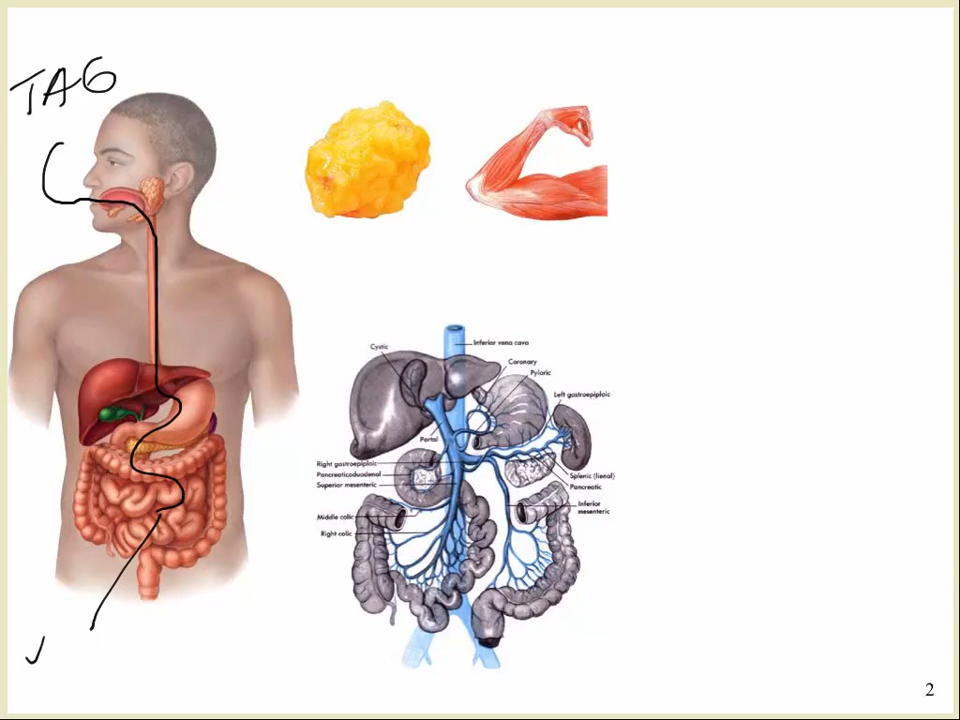 TAG
Inferior vena cava
Cystic
Coronary
Pyloric
Left gastroepiploic
Portal
Right gastroepiploic
Pancreaticoduodenal
Superior mesenteric
Splenic (lienal)
Pancreatic
Inferior
mesenteric
Middle colic
Right colic
2